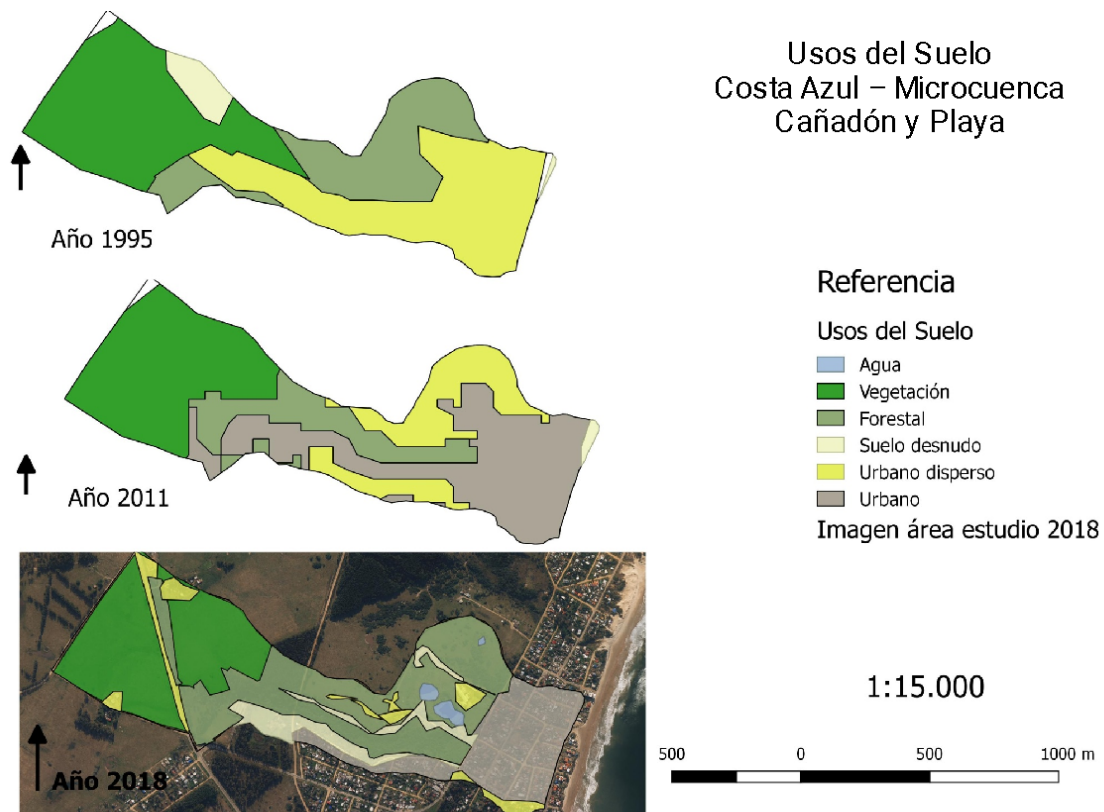 Usos del Suelo
Costa Azul – Microcuenca
Cañadón y Playa
Año 1995
Año 2011
Año 2018
Referencia
Usos del Suelo
Agua
Vegetación
Forestal
Suelo desnudo
Urbano disperso
Urbano
Imagen área estudio 2018
1:15.000
500 0 500 1000 m